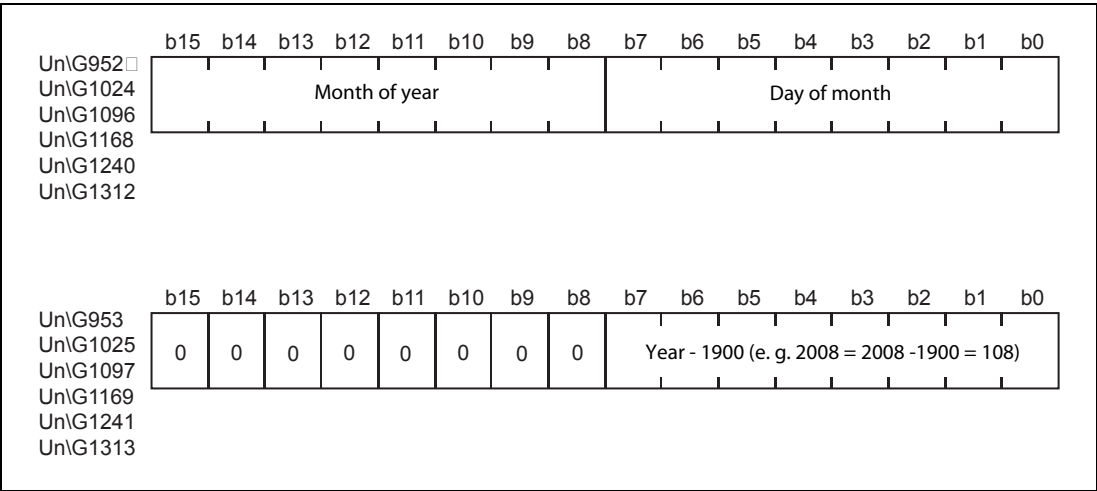 b15 b14 b13 b12 b11 b10 b9 b8 b7 b6 b5 b4 b3 b2 b1 b0
Un\G952□
Un\G1024
Un\G1096
Un\G1168
Un\G1240
Un\G1312
Month of year Day of month
b15 b14 b13 b12 b11 b10 b9 b8 b7 b6 b5 b4 b3 b2 b1 b0
Un\G953
Un\G1025
Un\G1097
Un\G1169
Un\G1241
Un\G1313
0 0 0 0 0 0 0 0 Year - 1900 (e. g. 2008 = 2008 -1900 = 108)